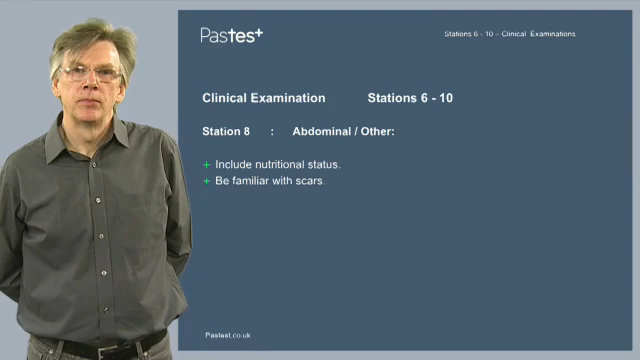 Pastest
Stations 6 - 10 – Clinical Examinations
Clinical Examination Stations 6 - 10
Station 8 : Abdominal / Other:
+ Include nutritional status.
+ Be familiar with scars.
Pastest.co.uk